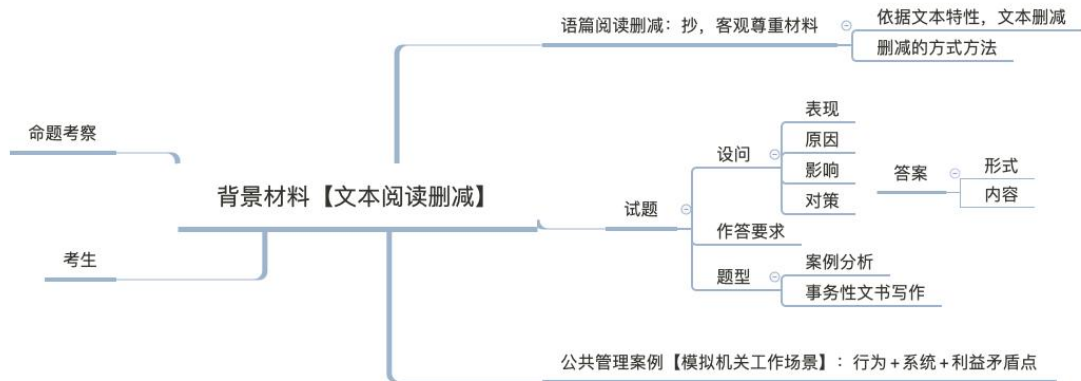 语篇阅读删减：抄，客观尊重材料
依据文本特性，文本删减
删减的方式方法
命题考察
考生
背景材料【文本阅读删减】
试题
设问
表现
原因
影响
对策
答案
形式
内容
作答要求
题型
案例分析
事务性文书写作
公共管理案例【模拟机关工作场景】：行为+系统+利益矛盾点